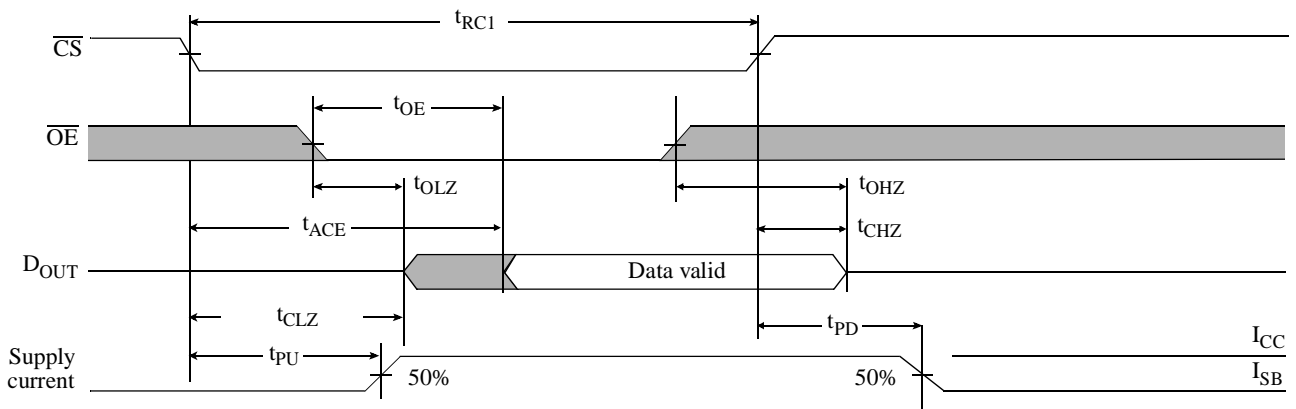 tRC1
CS
tOE
OE
tOLZ
tOHZ
tACE
tCHZ
DOUT
Data valid
tCLZ
tPD
tPU
ICC
Supply
current
50%
50%
ISB